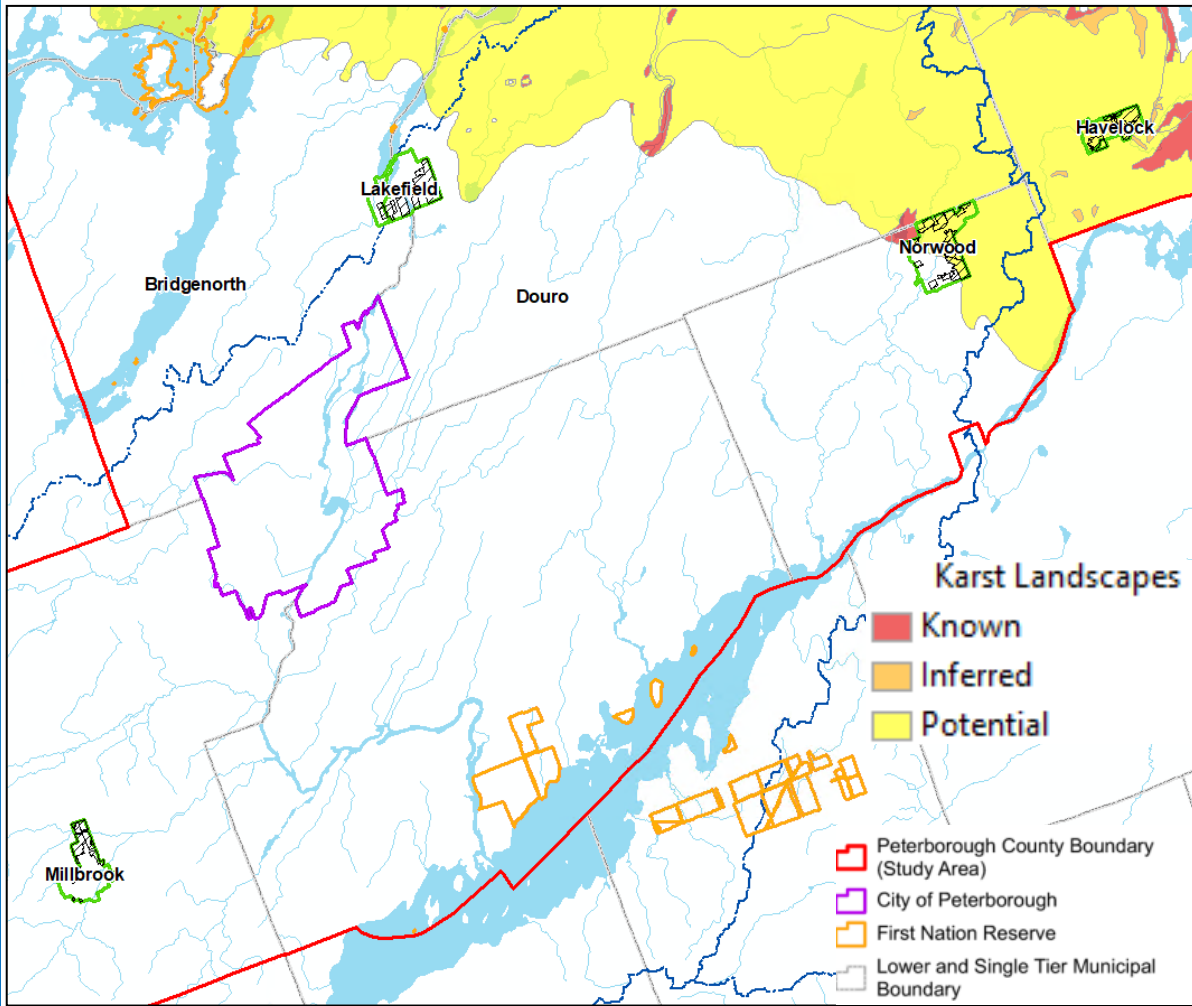 Havelock
Lakefield
Norwood
Bridgenorth
Douro
Karst Landscapes
Known
Inferred
Potential
Millbrook
Peterborough County Boundary
(Study Area)
City of Peterborough
First Nation Reserve
Lower and Single Tier Municipal
Boundary